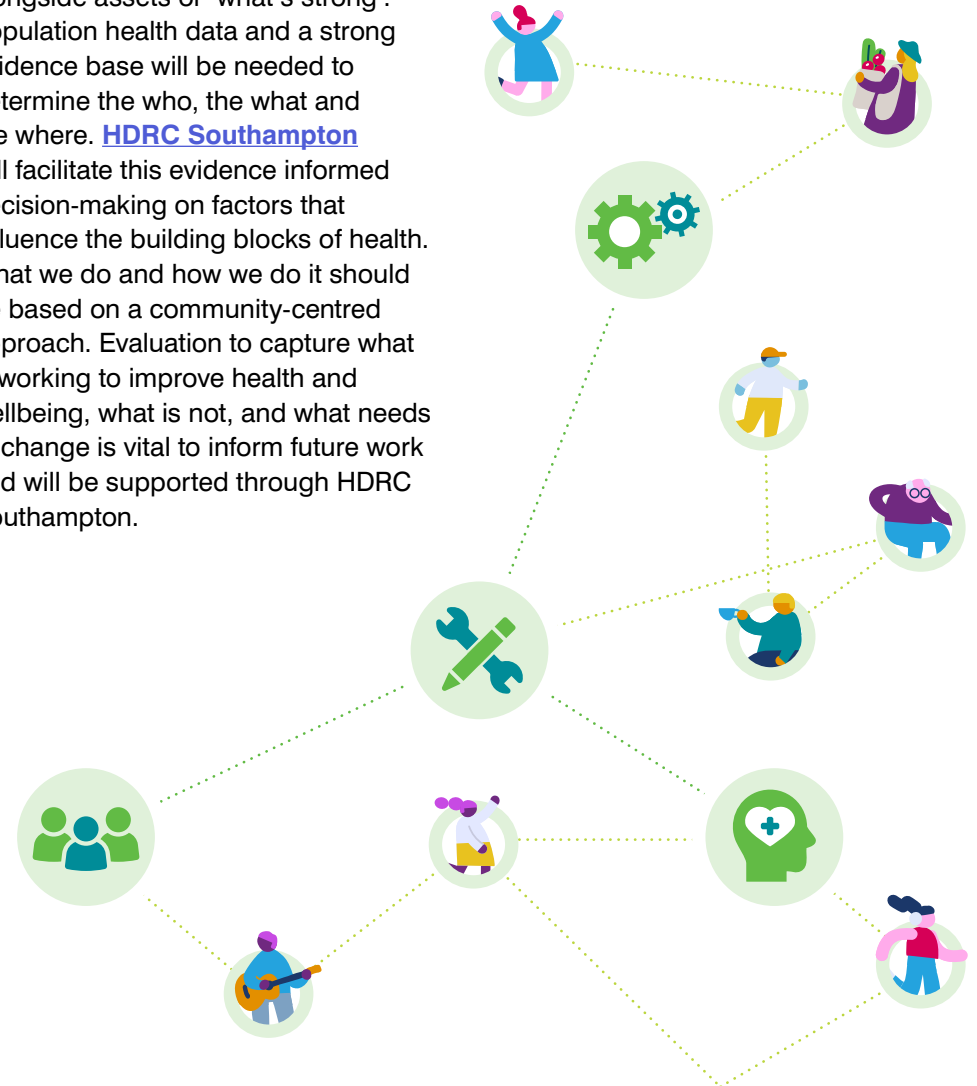 ongside assets or "what's strong".
opulation health data and a strong
idence base will be needed to
termine the who, the what and
e where. HDRC Southampton
ll facilitate this evidence informed
cision-making on factors that
luence the building blocks of health.
hat we do and how we do it should
based on a community-centred
proach. Evaluation to capture what
working to improve health and
ellbeing, what is not, and what needs
change is vital to inform future work
d will be supported through HDRC
outhampton.